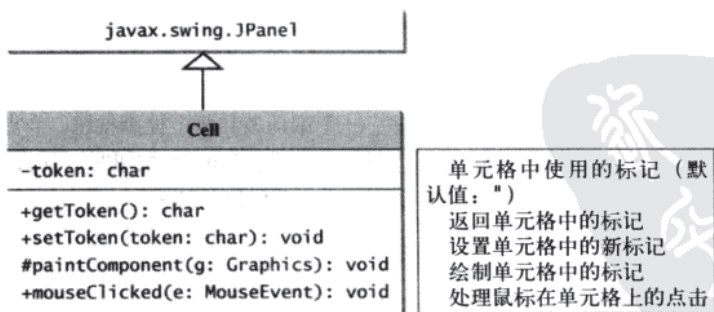 javax.swing.JPanel
Cell
-token: char
+getToken(): char
+setToken(token: char): void
#paintComponent(g: Graphics): void
+mouseClicked(e: MouseEvent): void
单元格中使用的标记（默
认值："）
返回单元格中的标记
设置单元格中的新标记
绘制单元格中的标记
处理鼠标在单元格上的点击